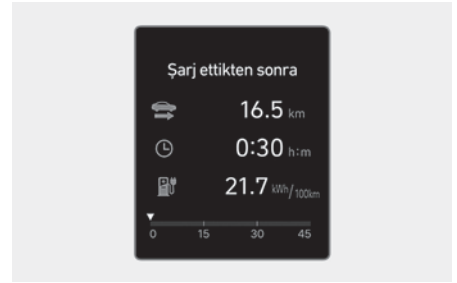 Şarj ettikten sonra
16.5 km
0:30 h:m
21.7 kWh/100km
0 15 30 45